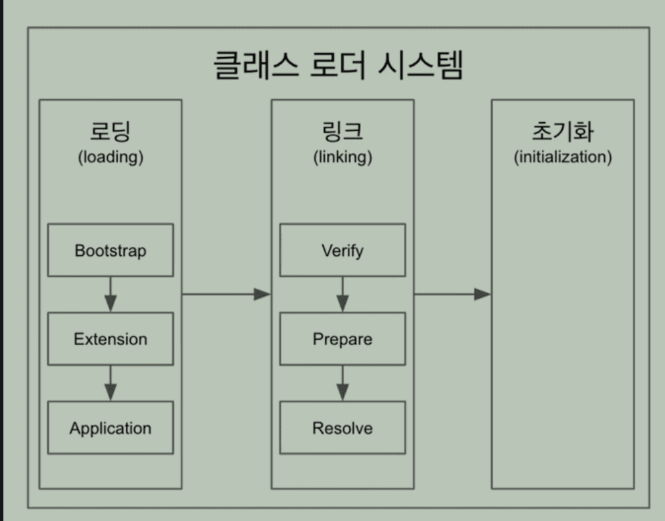 클래스 로더 시스템
로딩
(loading)
Bootstrap
Extension
Application
링크
(linking)
Verify
Prepare
Resolve
초기화
(initialization)